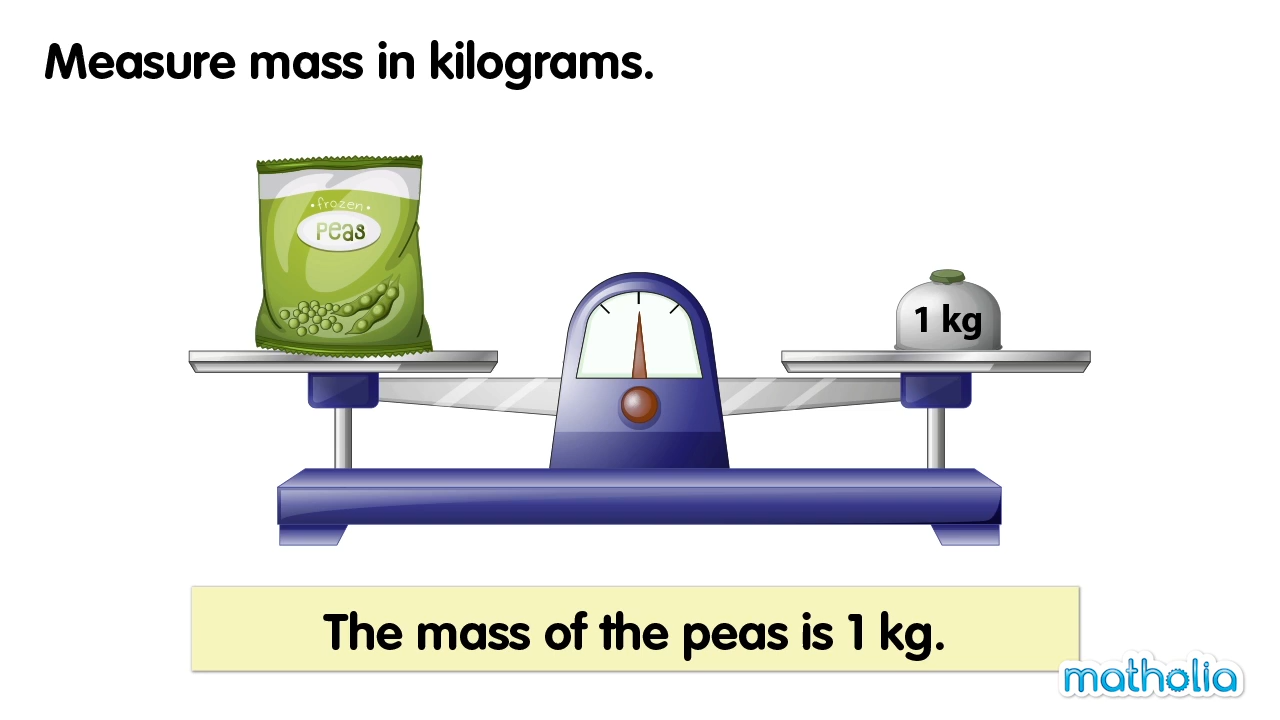 Measure mass in kilograms.
• frozen •
Peas
1 kg
The mass of the peas is 1 kg.
matholia